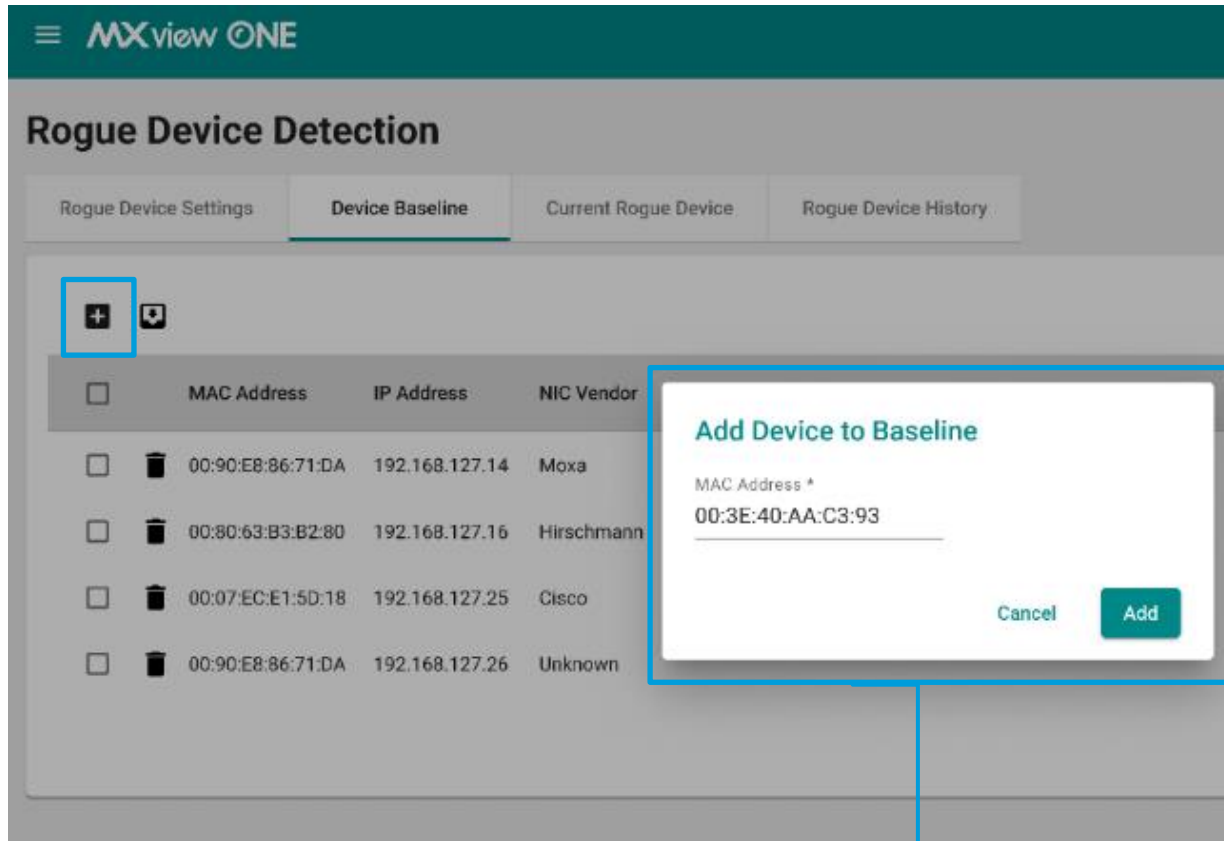 MXview ONE
Rogue Device Detection
Rogue Device Settings Device Baseline Current Rogue Device Rogue Device History
MAC Address IP Address NIC Vendor
00:90:E8:86:71:DA 192.168.127.14 Moxa
00:80:63:B3:B2:80 192.168.127.16 Hirschmann
00:07:EC:E1:5D:18 192.168.127.25 Cisco
00:90:E8:86:71:DA 192.168.127.26 Unknown
Add Device to Baseline
MAC Address *
00:3E:40:AA:C3:93
Cancel Add